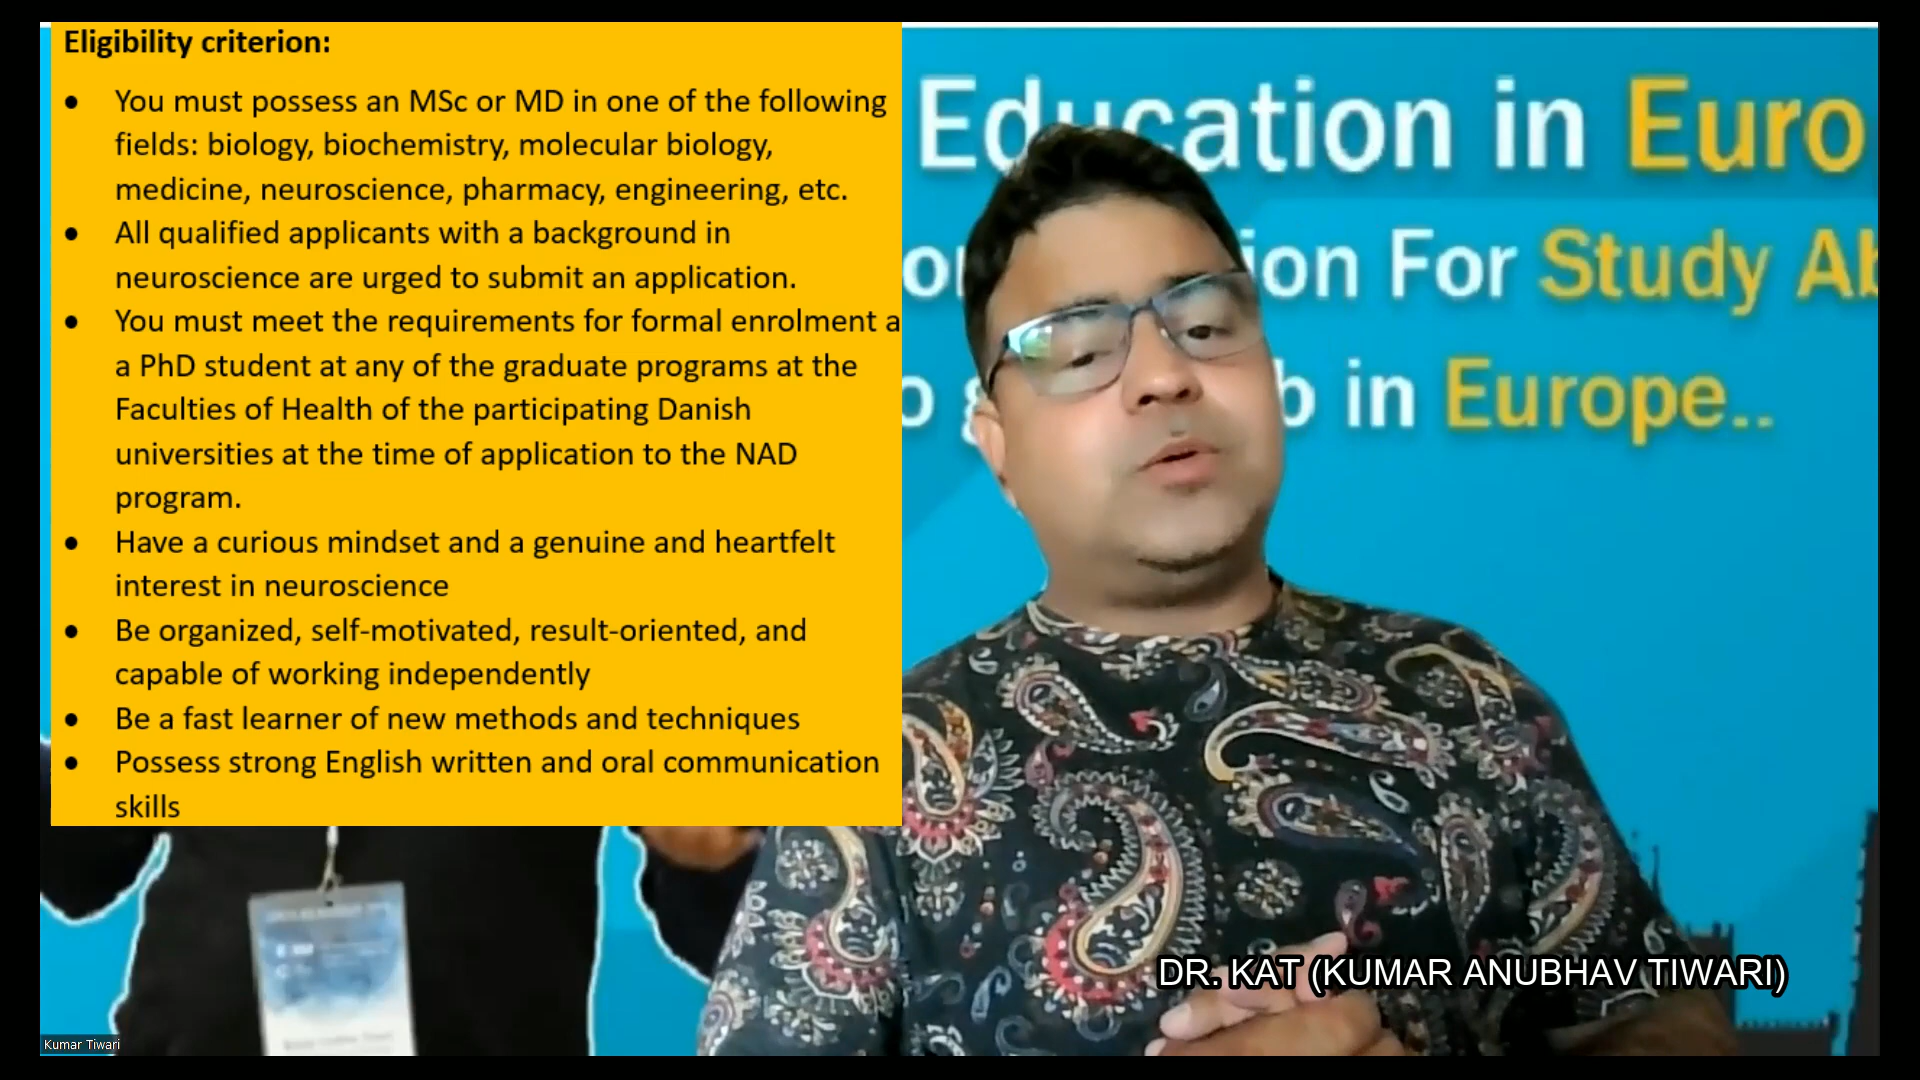 Eligibility criterion:
● You must possess an MSc or MD in one of the following
fields: biology, biochemistry, molecular biology,
medicine, neuroscience, pharmacy, engineering, etc.
● All qualified applicants with a background in
neuroscience are urged to submit an application.
● You must meet the requirements for formal enrolment a
a PhD student at any of the graduate programs at the
Faculties of Health of the participating Danish
universities at the time of application to the NAD
program.
● Have a curious mindset and a genuine and heartfelt
interest in neuroscience
● Be organized, self-motivated, result-oriented, and
capable of working independently
● Be a fast learner of new methods and techniques
● Possess strong English written and oral communication
skills
Education in Euro
ion For Study Ab
b in Europe..
DR. KAT (KUMAR ANUBHAV TIWARI)
Kumar Tiwari